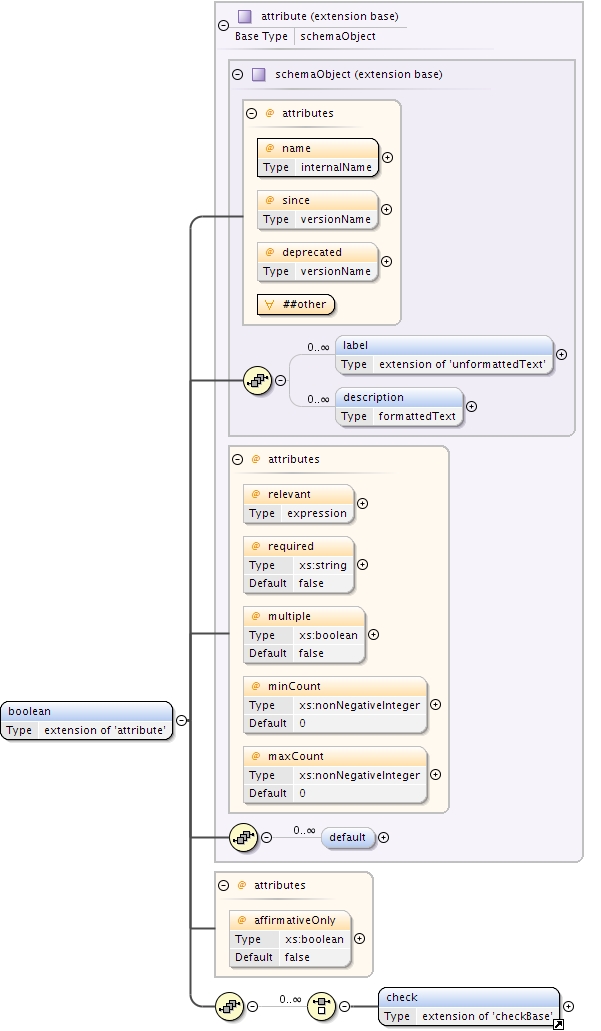 attribute (extension base)
Base Type schemaObject
schemaObject (extension base)
@ attributes
@ name
Type internalName
@ since
Type versionName
@ deprecated
Type versionName
##other
0..∞ label
Type extension of 'unformattedText'
0..∞ description
Type formattedText
@ attributes
@ relevant
Type expression
@ required
Type xs:string
Default false
@ multiple
Type xs:boolean
Default false
@ minCount
Type xs:nonNegativeInteger
Default 0
@ maxCount
Type xs:nonNegativeInteger
Default 0
boolean
Type extension of 'attribute'
0..∞ default
@ attributes
@ affirmativeOnly
Type xs:boolean
Default false
0..∞ check
Type extension of 'checkBase'